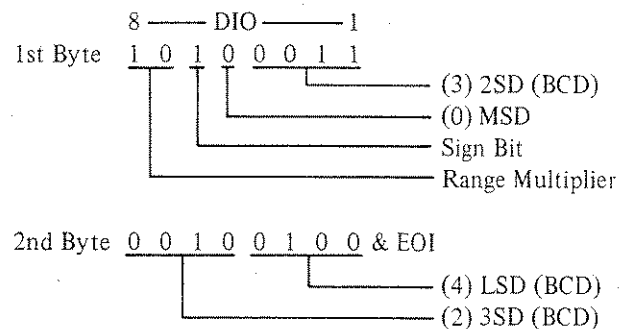 8 DIO 1
1st Byte 1 0 1 0 0 0 1 1
(3) 2SD (BCD)
(0) MSD
Sign Bit
Range Multiplier
2nd Byte 0 0 1 0 0 1 0 0 & EOI
(4) LSD (BCD)
(2) 3SD (BCD)